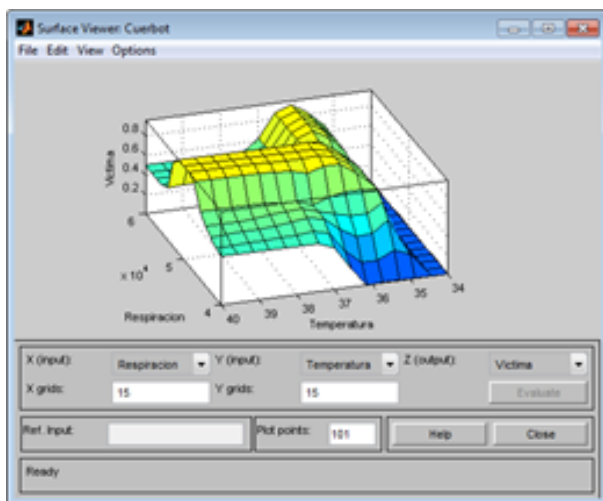 Surface Viewer: Cuerbot
File Edit View Options
0.8
0.6
0.4
0.2
Victima
6
5
4
x 10^4
Respiracion
40 39 38 37 36 35 34
Temperatura
X (input): Respiracion Y (input): Temperatura Z (output): Victima
X grids: 15 Y grids: 15 Evaluate
Ref. Input: Plot points: 101 Help Close
Ready